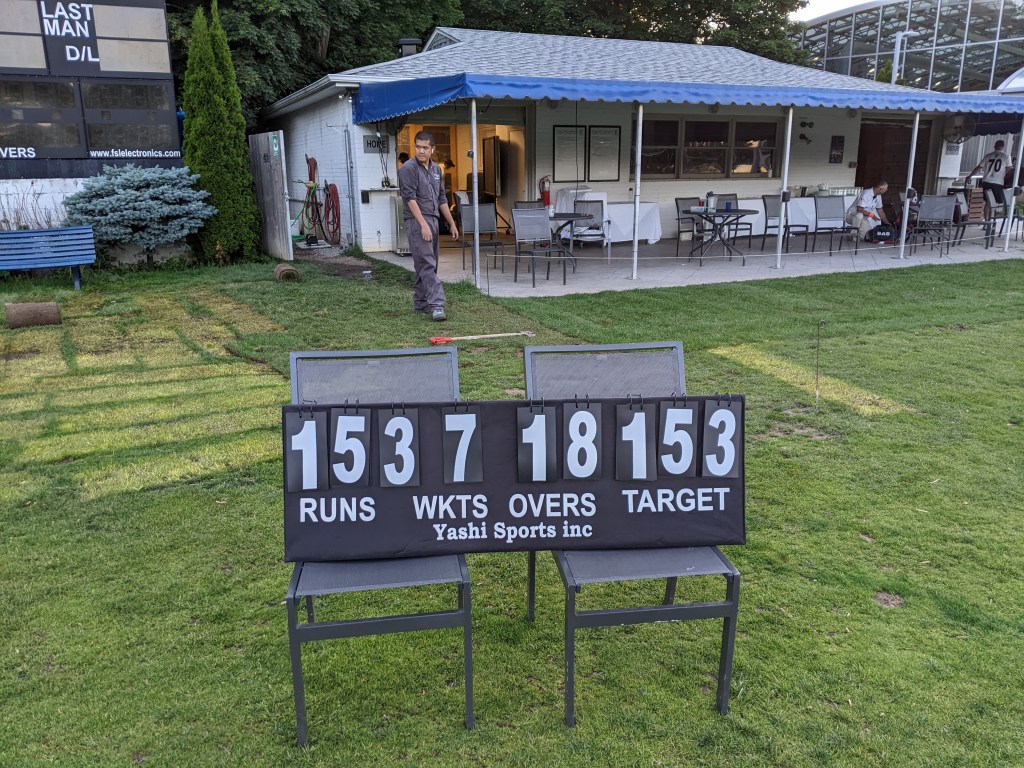 LAST
MAN
D/L
OVERS
www.fslelectronics.com
HOME
70
153 7 18 153
RUNS WKTS OVERS TARGET
Yashi Sports inc